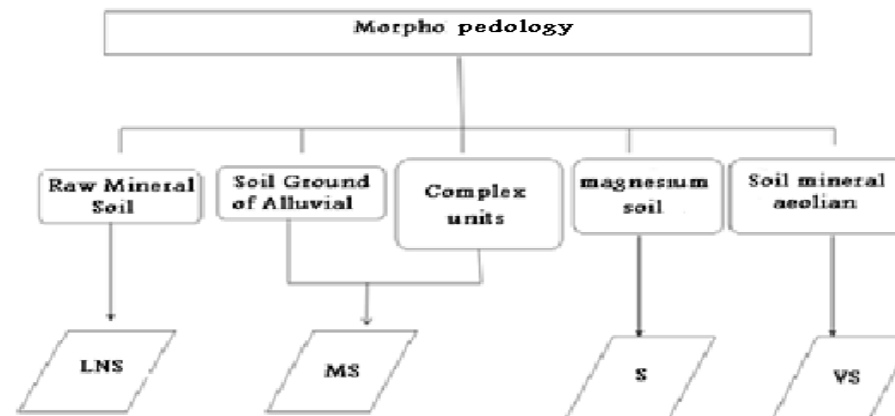 Morpho pedology
Raw Mineral
Soil
Soil Ground
of Alluvial
Complex
units
magnesium
soil
Soil mineral
aeolian
LNS
MS
S
VS